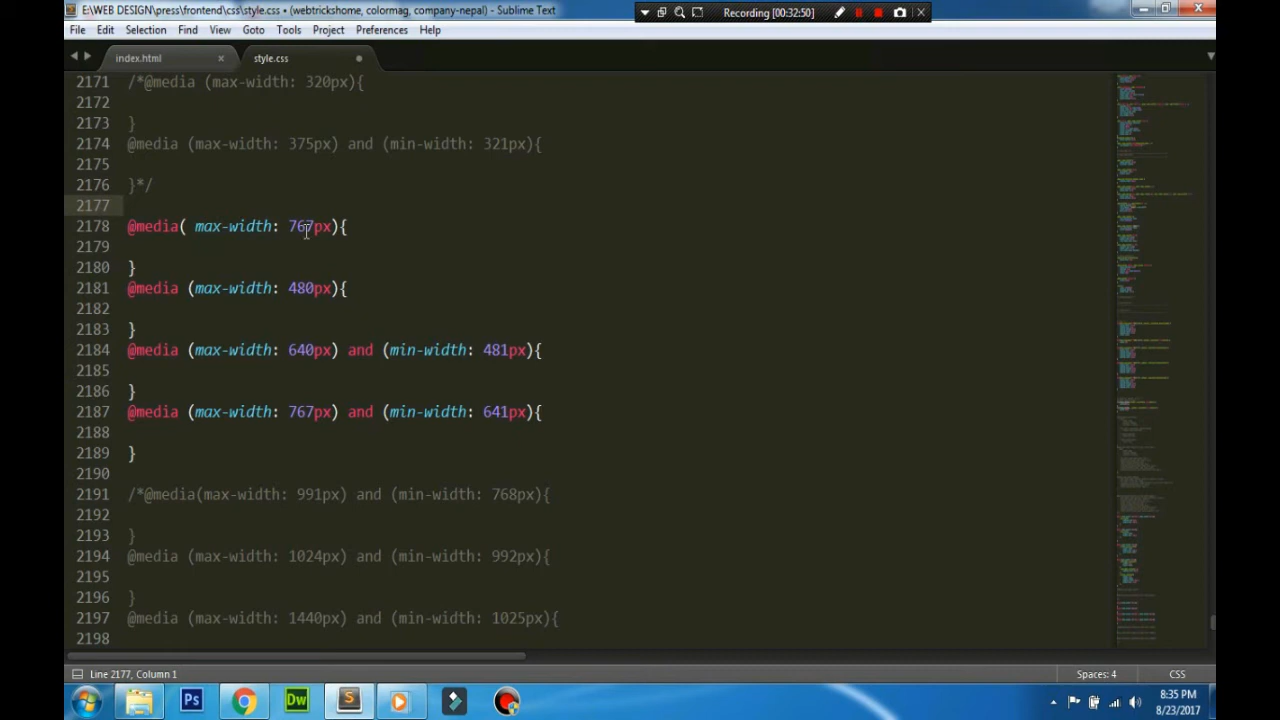 E:\WEB DESIGN\press\frontend\css\style.css • (webtrickshome, colormag, company-nepal) - Sublime Text
Recording [00:32:50]
File Edit Selection Find View Goto Tools Project Preferences Help
index.html style.css
2171 /*@media (max-width: 320px){
2172
2173 }
2174 @media (max-width: 375px) and (min-width: 321px){
2175
2176 }*/
2177
2178 @media( max-width: 767px){
2179
2180 }
2181 @media (max-width: 480px){
2182
2183 }
2184 @media (max-width: 640px) and (min-width: 481px){
2185
2186 }
2187 @media (max-width: 767px) and (min-width: 641px){
2188
2189 }
2190
2191 /*@media(max-width: 991px) and (min-width: 768px){
2192
2193 }
2194 @media (max-width: 1024px) and (min-width: 992px){
2195
2196 }
2197 @media (max-width: 1440px) and (min-width: 1025px){
2198
Line 2177, Column 1 Spaces: 4 CSS
Ps Dw S
8:35 PM
8/23/2017